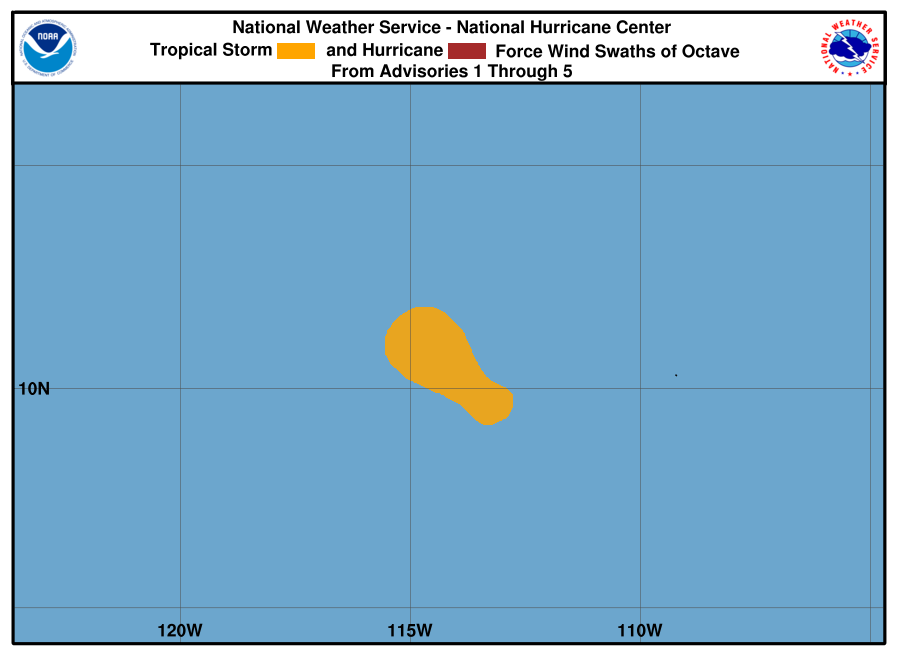 National Weather Service - National Hurricane Center
Tropical Storm and Hurricane Force Wind Swaths of Octave
From Advisories 1 Through 5
NOAA
NATIONAL WEATHER SERVICE
10N
120W 115W 110W